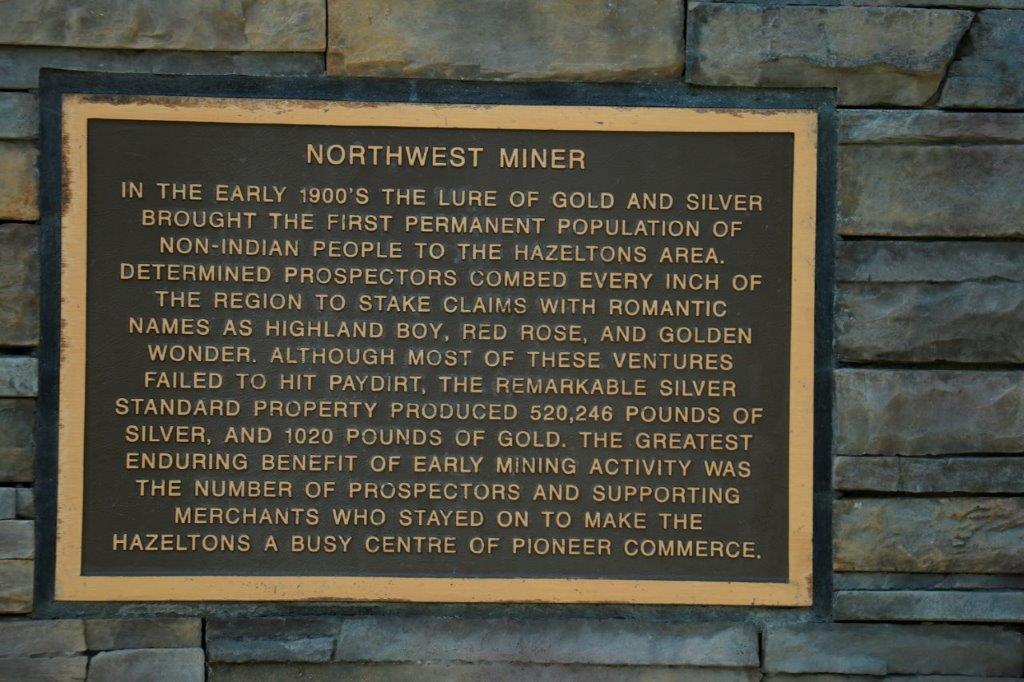 NORTHWEST MINER
IN THE EARLY 1900'S THE LURE OF GOLD AND SILVER
BROUGHT THE FIRST PERMANENT POPULATION OF
NON-INDIAN PEOPLE TO THE HAZELTONS AREA.
DETERMINED PROSPECTORS COMBED EVERY INCH OF
THE REGION TO STAKE CLAIMS WITH ROMANTIC
NAMES AS HIGHLAND BOY, RED ROSE, AND GOLDEN
WONDER. ALTHOUGH MOST OF THESE VENTURES
FAILED TO HIT PAYDIRT, THE REMARKABLE SILVER
STANDARD PROPERTY PRODUCED 520,246 POUNDS OF
SILVER, AND 1020 POUNDS OF GOLD. THE GREATEST
ENDURING BENEFIT OF EARLY MINING ACTIVITY WAS
THE NUMBER OF PROSPECTORS AND SUPPORTING
MERCHANTS WHO STAYED ON TO MAKE THE
HAZELTONS A BUSY CENTRE OF PIONEER COMMERCE.